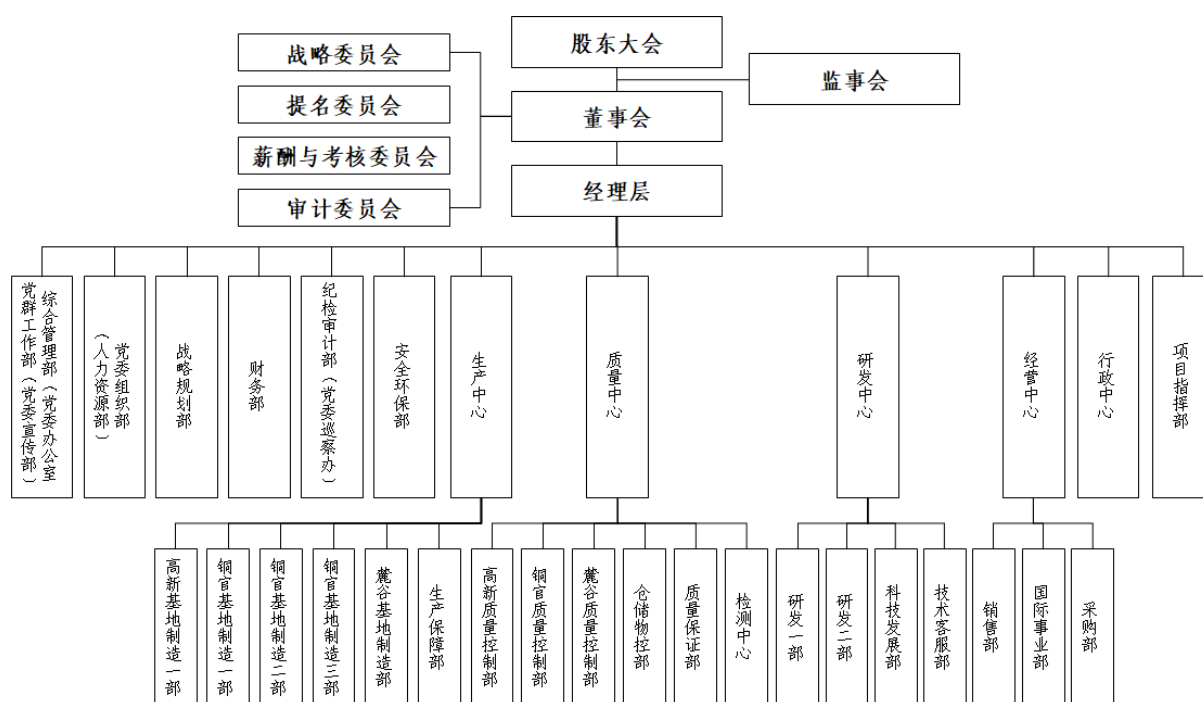 股东大会
战略委员会
监事会
提名委员会
董事会
薪酬与考核委员会
经理层
审计委员会
综合管理部（党委办公室
党群工作部（党委宣传部）
党委组织部
（人力资源部）
战略规划部
财务部
纪检审计部（党委巡察办）
安全环保部
生产中心
质量中心
研发中心
经营中心
行政中心
项目指挥部
高新基地制造一部
铜官基地制造一部
铜官基地制造二部
铜官基地制造三部
麓谷基地制造部
生产保障部
高新质量控制部
铜官质量控制部
麓谷质量控制部
仓储物控部
质量保证部
检测中心
研发一部
研发二部
科技发展部
技术客服部
销售部
国际事业部
采购部